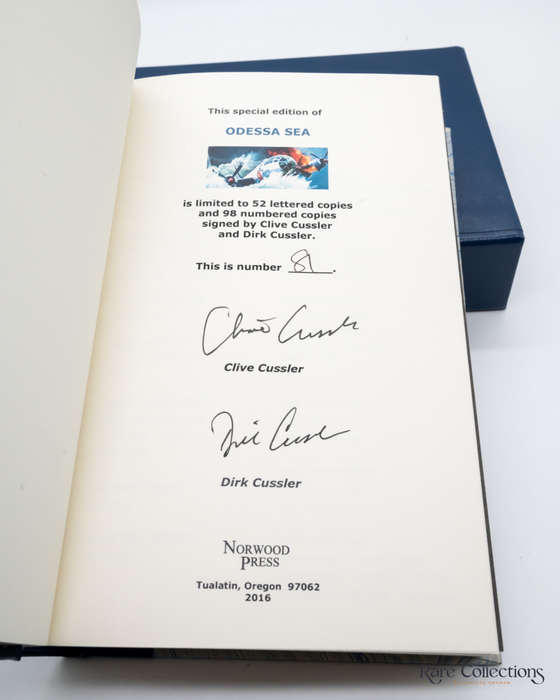 This special edition of
ODESSA SEA
is limited to 52 lettered copies
and 98 numbered copies
signed by Clive Cussler
and Dirk Cussler.
This is number 81.
Clive Cussler
Clive Cussler
Dirk Cussler
Dirk Cussler
NORWOOD
PRESS
Tualatin, Oregon 97062
2016
Rare Collections